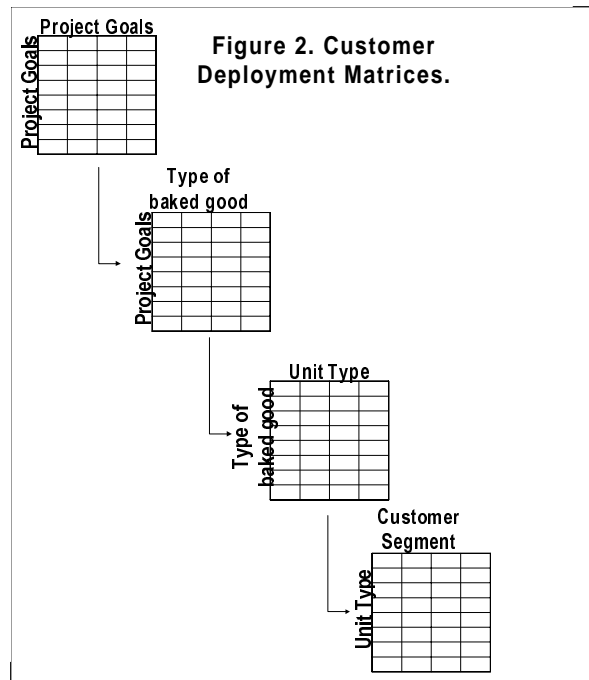 Project Goals
Project Goals
Figure 2. Customer
Deployment Matrices.
Type of
baked good
Project Goals
Unit Type
Type of
baked good
Customer
Segment
Unit Type